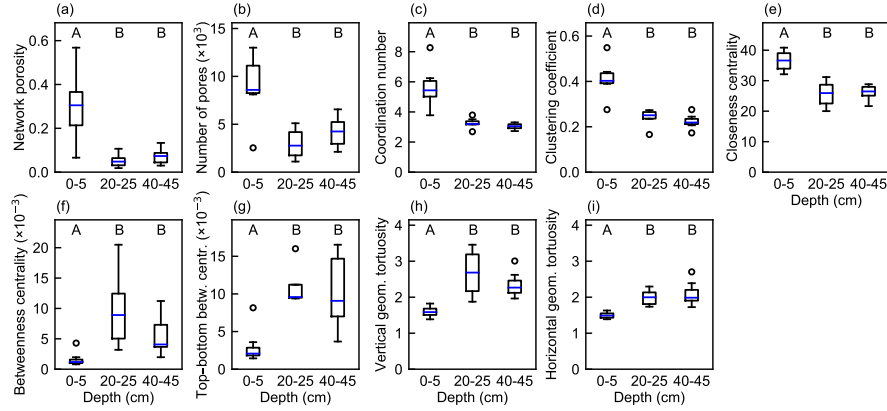 (a)
Network porosity
0.6
0.4
0.2
0.0
A B B
0-5 20-25 40-45
(b)
Number of pores (×10³)
15
10
5
0
A B B
0-5 20-25 40-45
(c)
Coordination number
8
6
4
2
0
A B B
0-5 20-25 40-45
(d)
Clustering coefficient
0.6
0.4
0.2
0.0
A B B
0-5 20-25 40-45
(e)
Closeness centrality
40
30
20
10
0
A B B
0-5 20-25 40-45
Depth (cm)
(f)
Betweenness centrality (×10⁻³)
20
15
10
5
0
A B B
0-5 20-25 40-45
Depth (cm)
(g)
Top−bottom betw. centr. (×10⁻³)
15
10
5
0
A B B
0-5 20-25 40-45
Depth (cm)
(h)
Vertical geom. tortuosity
4
3
2
1
0
A B B
0-5 20-25 40-45
Depth (cm)
(i)
Horizontal geom. tortuosity
4
3
2
1
0
A B B
0-5 20-25 40-45
Depth (cm)